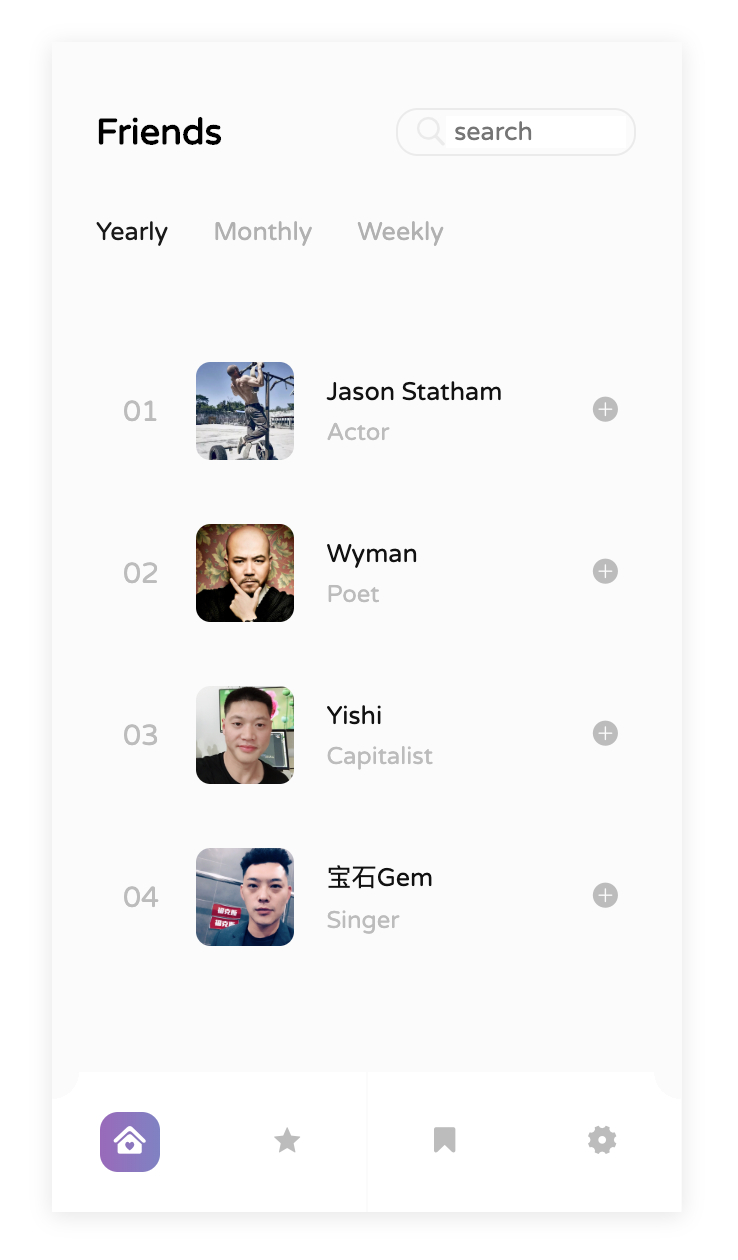 Friends
search
Yearly Monthly Weekly
01
Jason Statham
Actor
02
Wyman
Poet
03
Yishi
Capitalist
04
宝石Gem
Singer